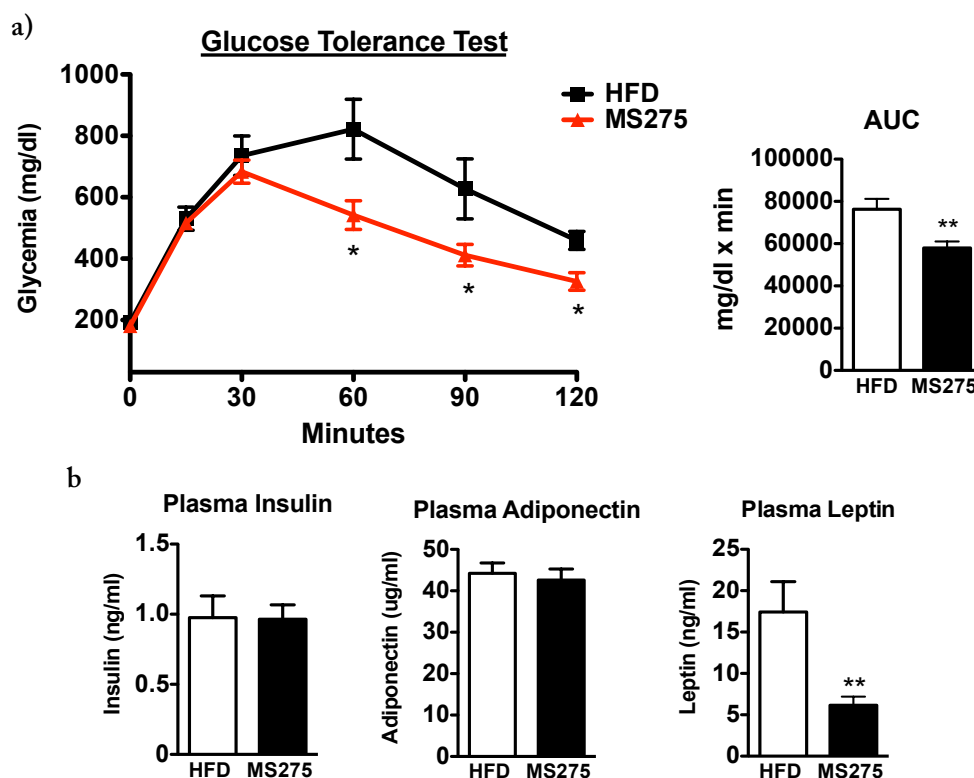 a)
Glucose Tolerance Test
Glycemia (mg/dl)
1000
800
600
400
200
0
30
60
90
120
Minutes
HFD
MS275
*
*
*
AUC
mg/dl x min
100000
80000
60000
40000
20000
0
**
HFD
MS275
b
Plasma Insulin
Insulin (ng/ml)
1.5
1.0
0.5
0
HFD
MS275
Plasma Adiponectin
Adiponectin (ug/ml)
50
40
30
20
10
0
HFD
MS275
Plasma Leptin
Leptin (ng/ml)
25
20
15
10
5
0
**
HFD
MS275